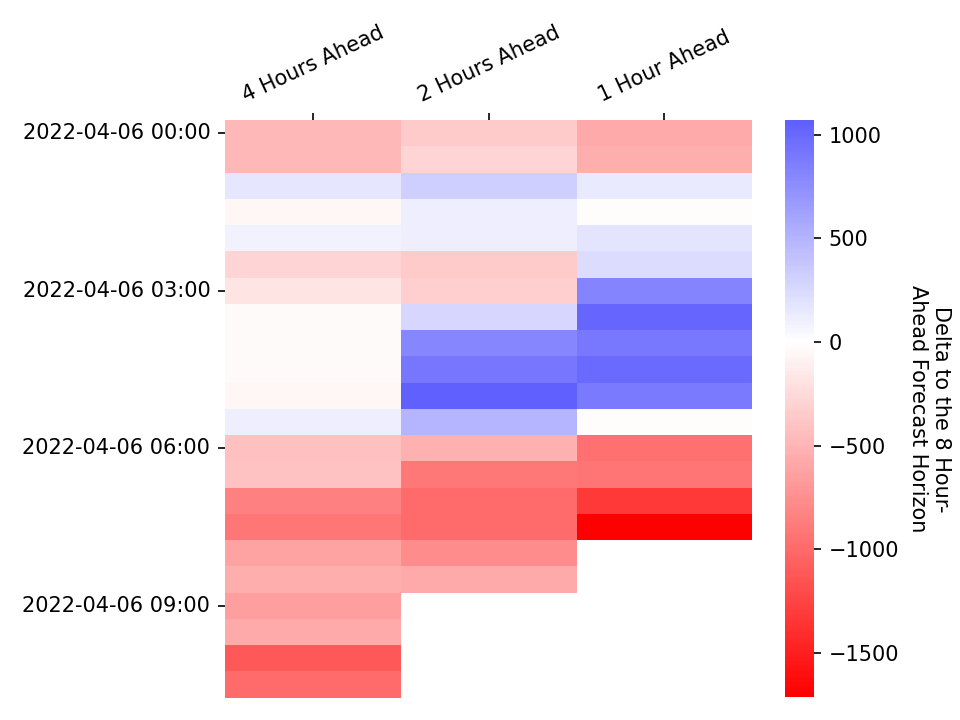 4 Hours Ahead
2 Hours Ahead
1 Hour Ahead
2022-04-06 00:00
2022-04-06 03:00
2022-04-06 06:00
2022-04-06 09:00
1000
500
0
−500
−1000
−1500
Delta to the 8 Hour-
Ahead Forecast Horizon